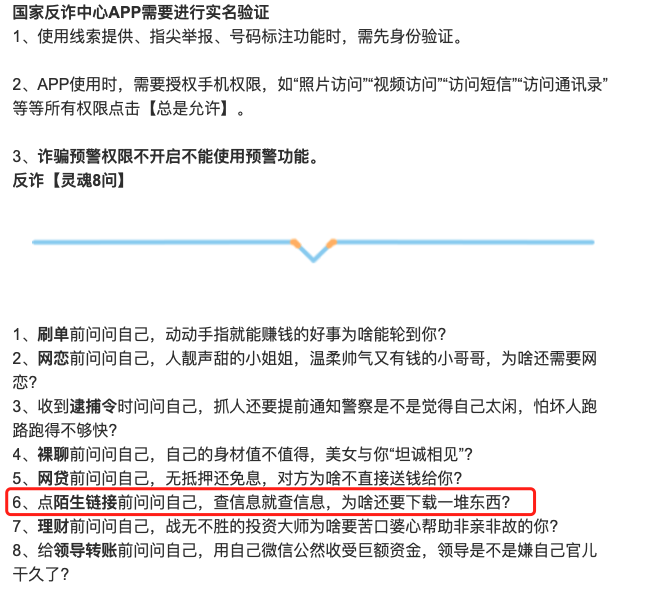 国家反诈中心APP需要进行实名验证
1、使用线索提供、指尖举报、号码标注功能时，需先身份验证。
2、APP使用时，需要授权手机权限，如“照片访问”“视频访问”“访问短信”“访问通讯录”
等等所有权限点击【总是允许】。
3、诈骗预警权限不开启不能使用预警功能。
反诈【灵魂8问】
1、刷单前问问自己，动动手指就能赚钱的好事为啥能轮到你?
2、网恋前问问自己，人靓声甜的小姐姐，温柔帅气又有钱的小哥哥，为啥还需要网
恋?
3、收到逮捕令时问问自己，抓人还要提前通知警察是不是觉得自己太闲，怕坏人跑
路跑得不够快?
4、裸聊前问问自己，自己的身材值不值得，美女与你“坦诚相见”?
5、网贷前问问自己，无抵押还免息，对方为啥不直接送钱给你?
6、点陌生链接前问问自己，查信息就查信息，为啥还要下载一堆东西?
7、理财前问问自己，战无不胜的投资大师为啥要苦口婆心帮助非亲非故的你?
8、给领导转账前问问自己，用自己微信公然收受巨额资金，领导是不是嫌自己官儿
干久了?